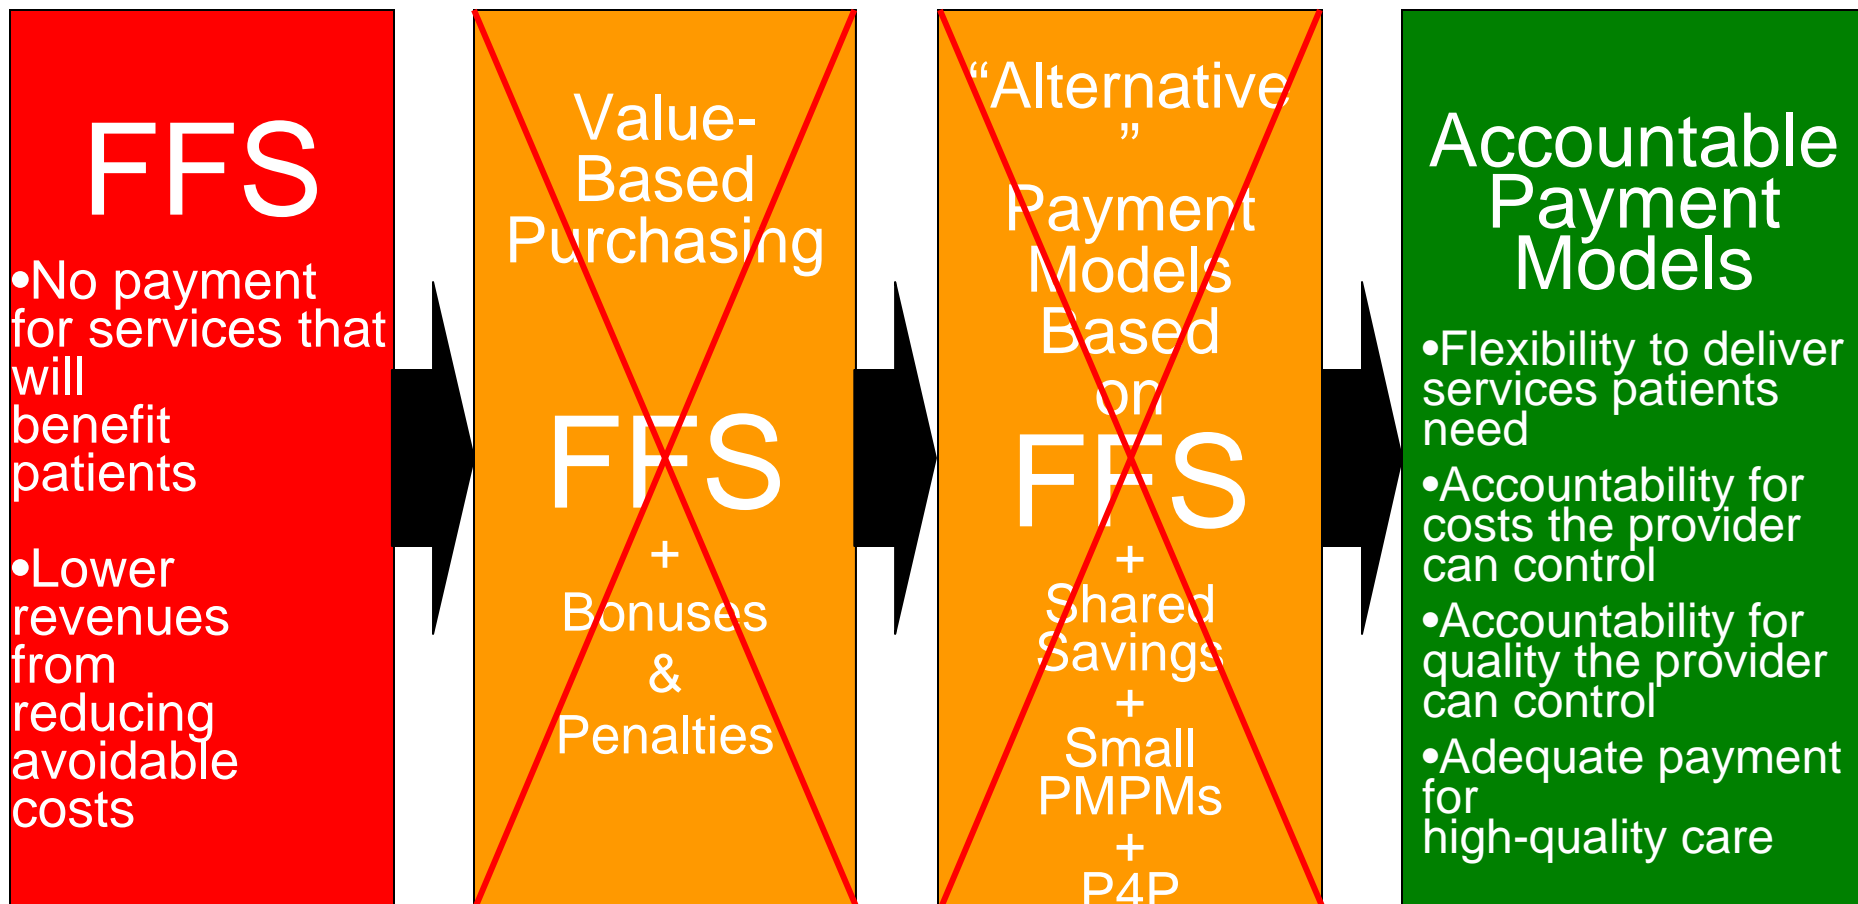 FFS
•No payment
for services that
will
benefit
patients
•Lower
revenues
from
reducing
avoidable
costs
Value-
Based
Purchasing
FFS
+
Bonuses
&
Penalties
“Alternative
”
Payment
Models
Based
on
FFS
+
Shared
Savings
+
Small
PMPMs
+
P4P
Accountable
Payment
Models
•Flexibility to deliver
services patients
need
•Accountability for
costs the provider
can control
•Accountability for
quality the provider
can control
•Adequate payment
for
high-quality care